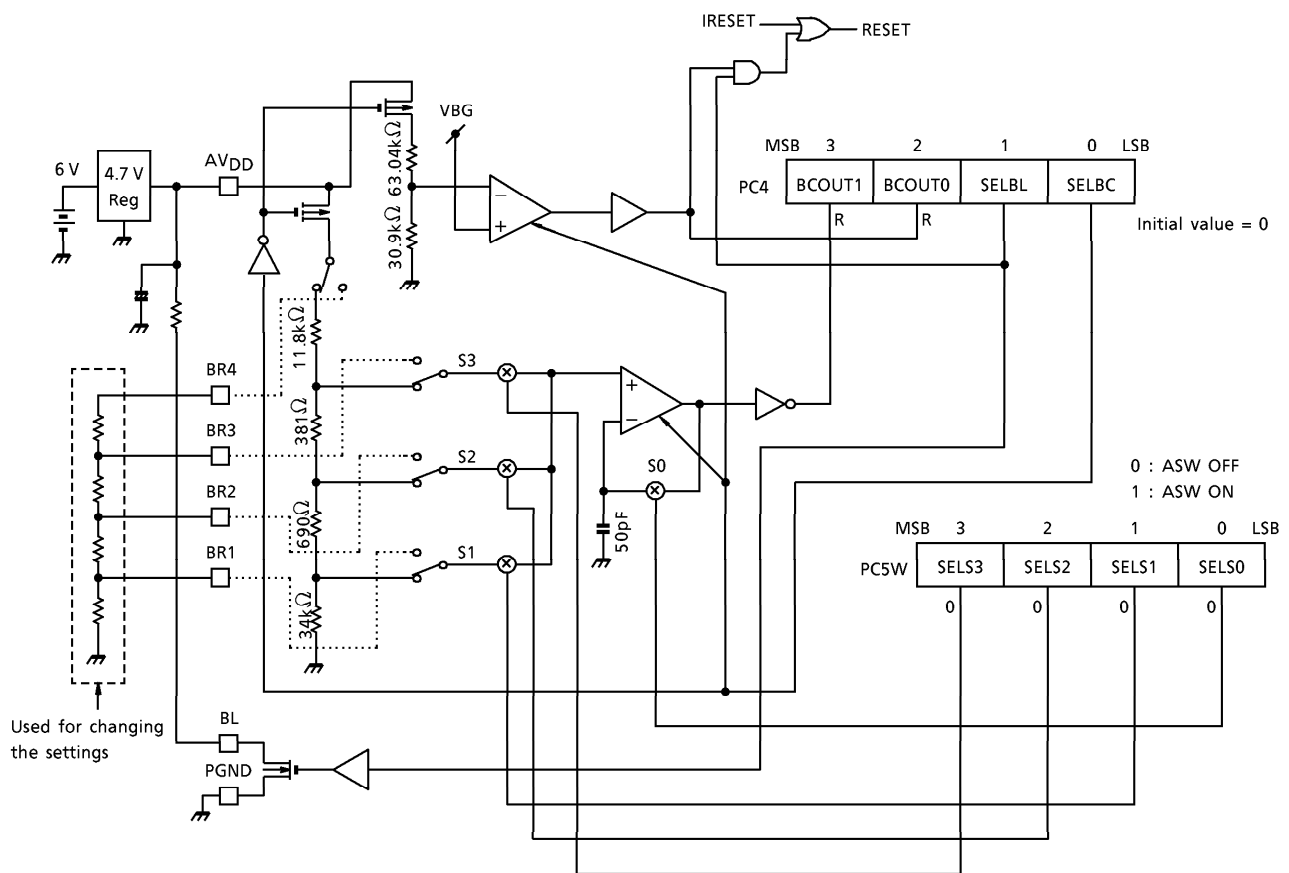 IRESET
RESET
VBG
6 V
4.7 V
Reg
AVDD
63.04kΩ
30.9kΩ
MSB 3 2 1 0 LSB
PC4 BCOUT1 BCOUT0 SELBL SELBC
R R
Initial value = 0
11.8kΩ
381Ω
690Ω
34kΩ
BR4
BR3
BR2
BR1
S3
S2
S1
+
−
−
+
S0
50pF
0 : ASW OFF
1 : ASW ON
MSB 3 2 1 0 LSB
PC5W SELS3 SELS2 SELS1 SELS0
0 0 0 0
Used for changing
the settings
BL
PGND